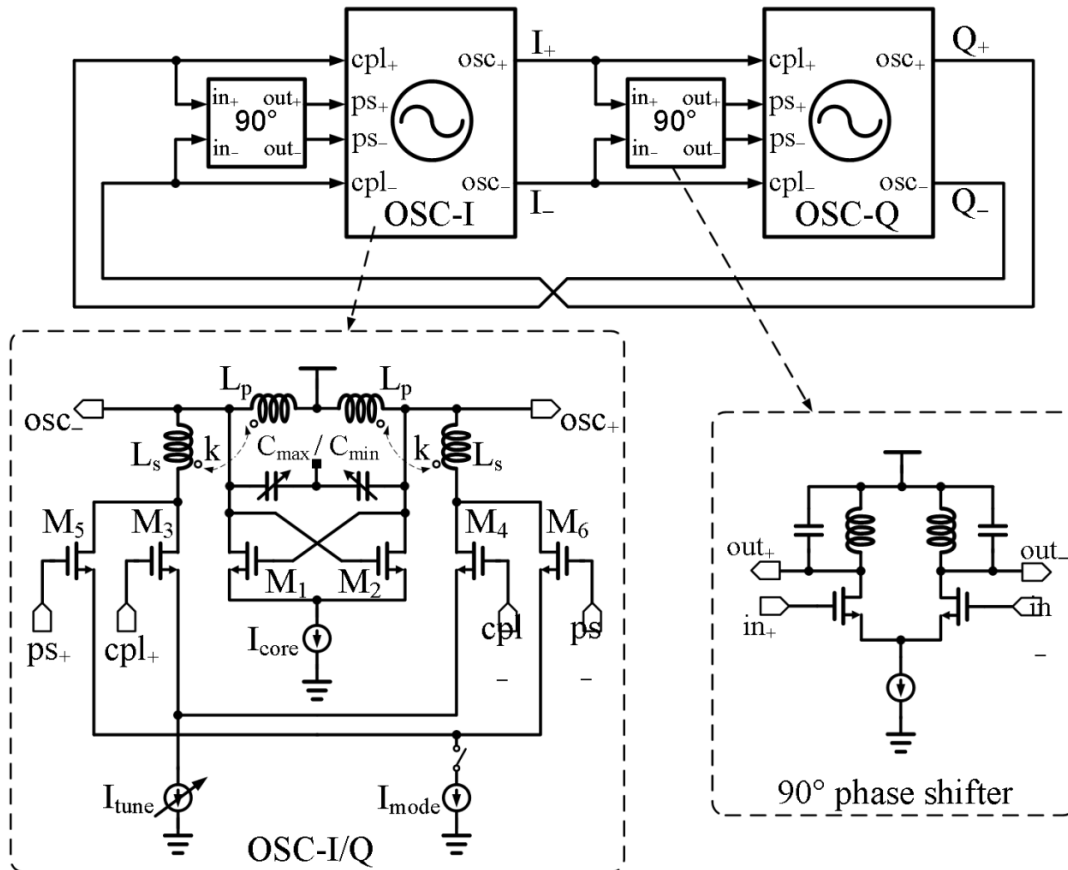 I+
Q+
cpl+
osc+
cpl+
osc+
in+ out+
ps+
in+ out+
ps+
90°
90°
in− out−
ps−
in− out−
ps−
cpl−
osc−
cpl−
osc−
OSC-I
I−
OSC-Q
Q−
Lp
Lp
osc−
osc+
Ls
k
Cmax / Cmin
k
Ls
M5
M3
M4
M6
M1
M2
ps+
cpl+
Icore
cpl
−
ps
−
Itune
Imode
OSC-I/Q
out+
out−
in+
in
−
90° phase shifter